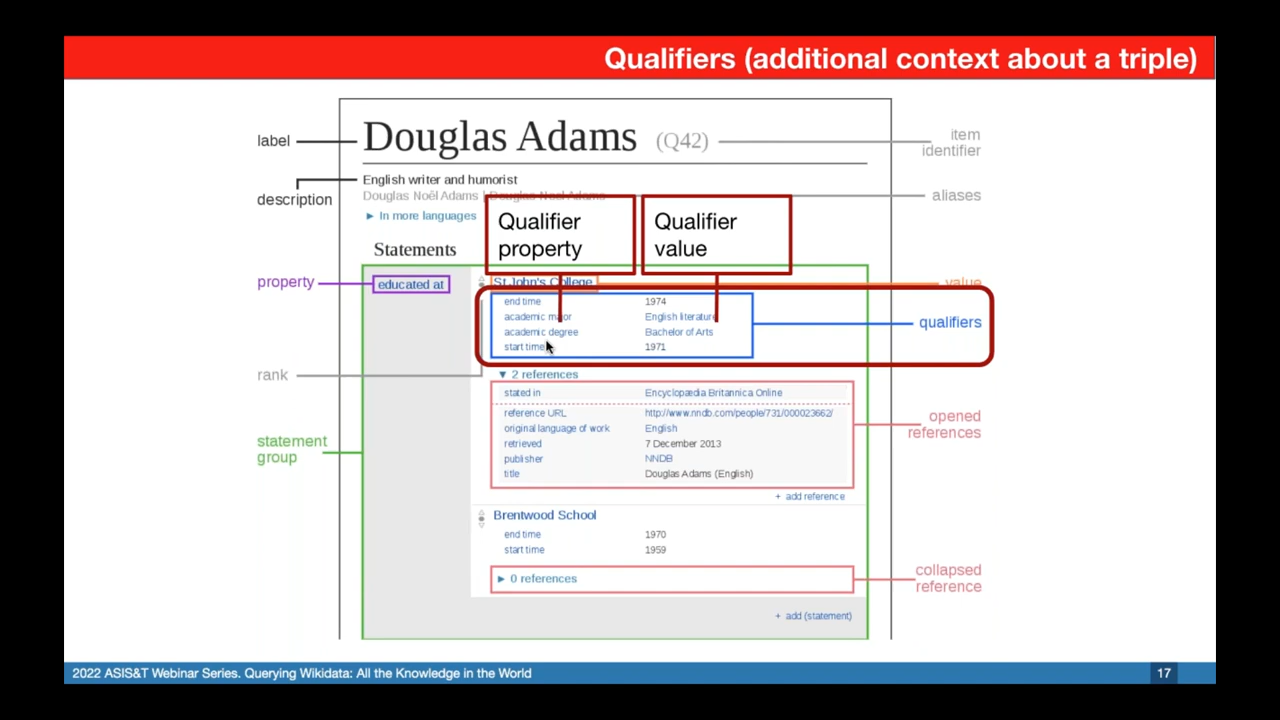 Qualifiers (additional context about a triple)
label
Douglas Adams (Q42)
item
identifier
description
English writer and humorist
Douglas Noël Adams | Douglas Noel Adams
aliases
► In more languages
Qualifier
property
Qualifier
value
Statements
property
educated at
St John's College
value
end time 1974
academic major English literature
academic degree Bachelor of Arts
start time 1971
qualifiers
rank
▼ 2 references
stated in Encyclopædia Britannica Online
reference URL http://www.nndb.com/people/731/000023662/
original language of work English
retrieved 7 December 2013
publisher NNDB
title Douglas Adams (English)
opened
references
statement
group
+ add reference
Brentwood School
end time 1970
start time 1959
► 0 references
collapsed
reference
+ add (statement)
2022 ASIS&T Webinar Series. Querying Wikidata: All the Knowledge in the World
17